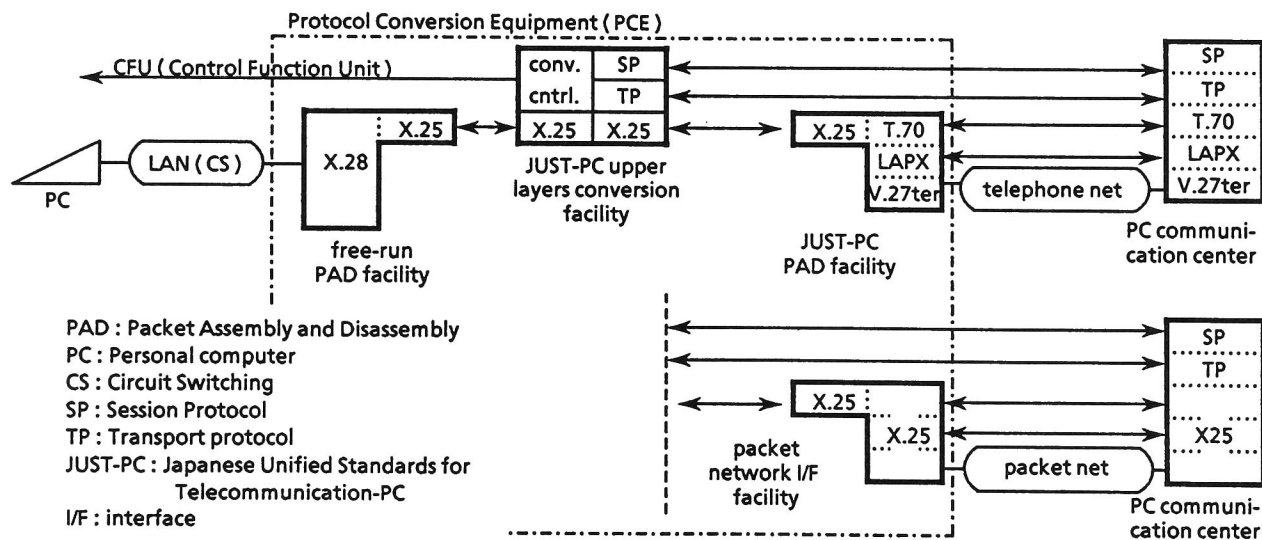 Protocol Conversion Equipment ( PCE )
CFU ( Control Function Unit )
conv. SP
cntrl. TP
X.25 X.25
JUST-PC upper
layers conversion
facility
PC
LAN ( CS )
X.28
X.25
free-run
PAD facility
X.25 T.70
LAPX
V.27ter
JUST-PC
PAD facility
telephone net
SP
TP
T.70
LAPX
V.27ter
PC communi-
cation center
PAD : Packet Assembly and Disassembly
PC : Personal computer
CS : Circuit Switching
SP : Session Protocol
TP : Transport protocol
JUST-PC : Japanese Unified Standards for
Telecommunication-PC
I/F : interface
X.25
X.25
packet
network I/F
facility
packet net
SP
TP
X25
PC communi-
cation center